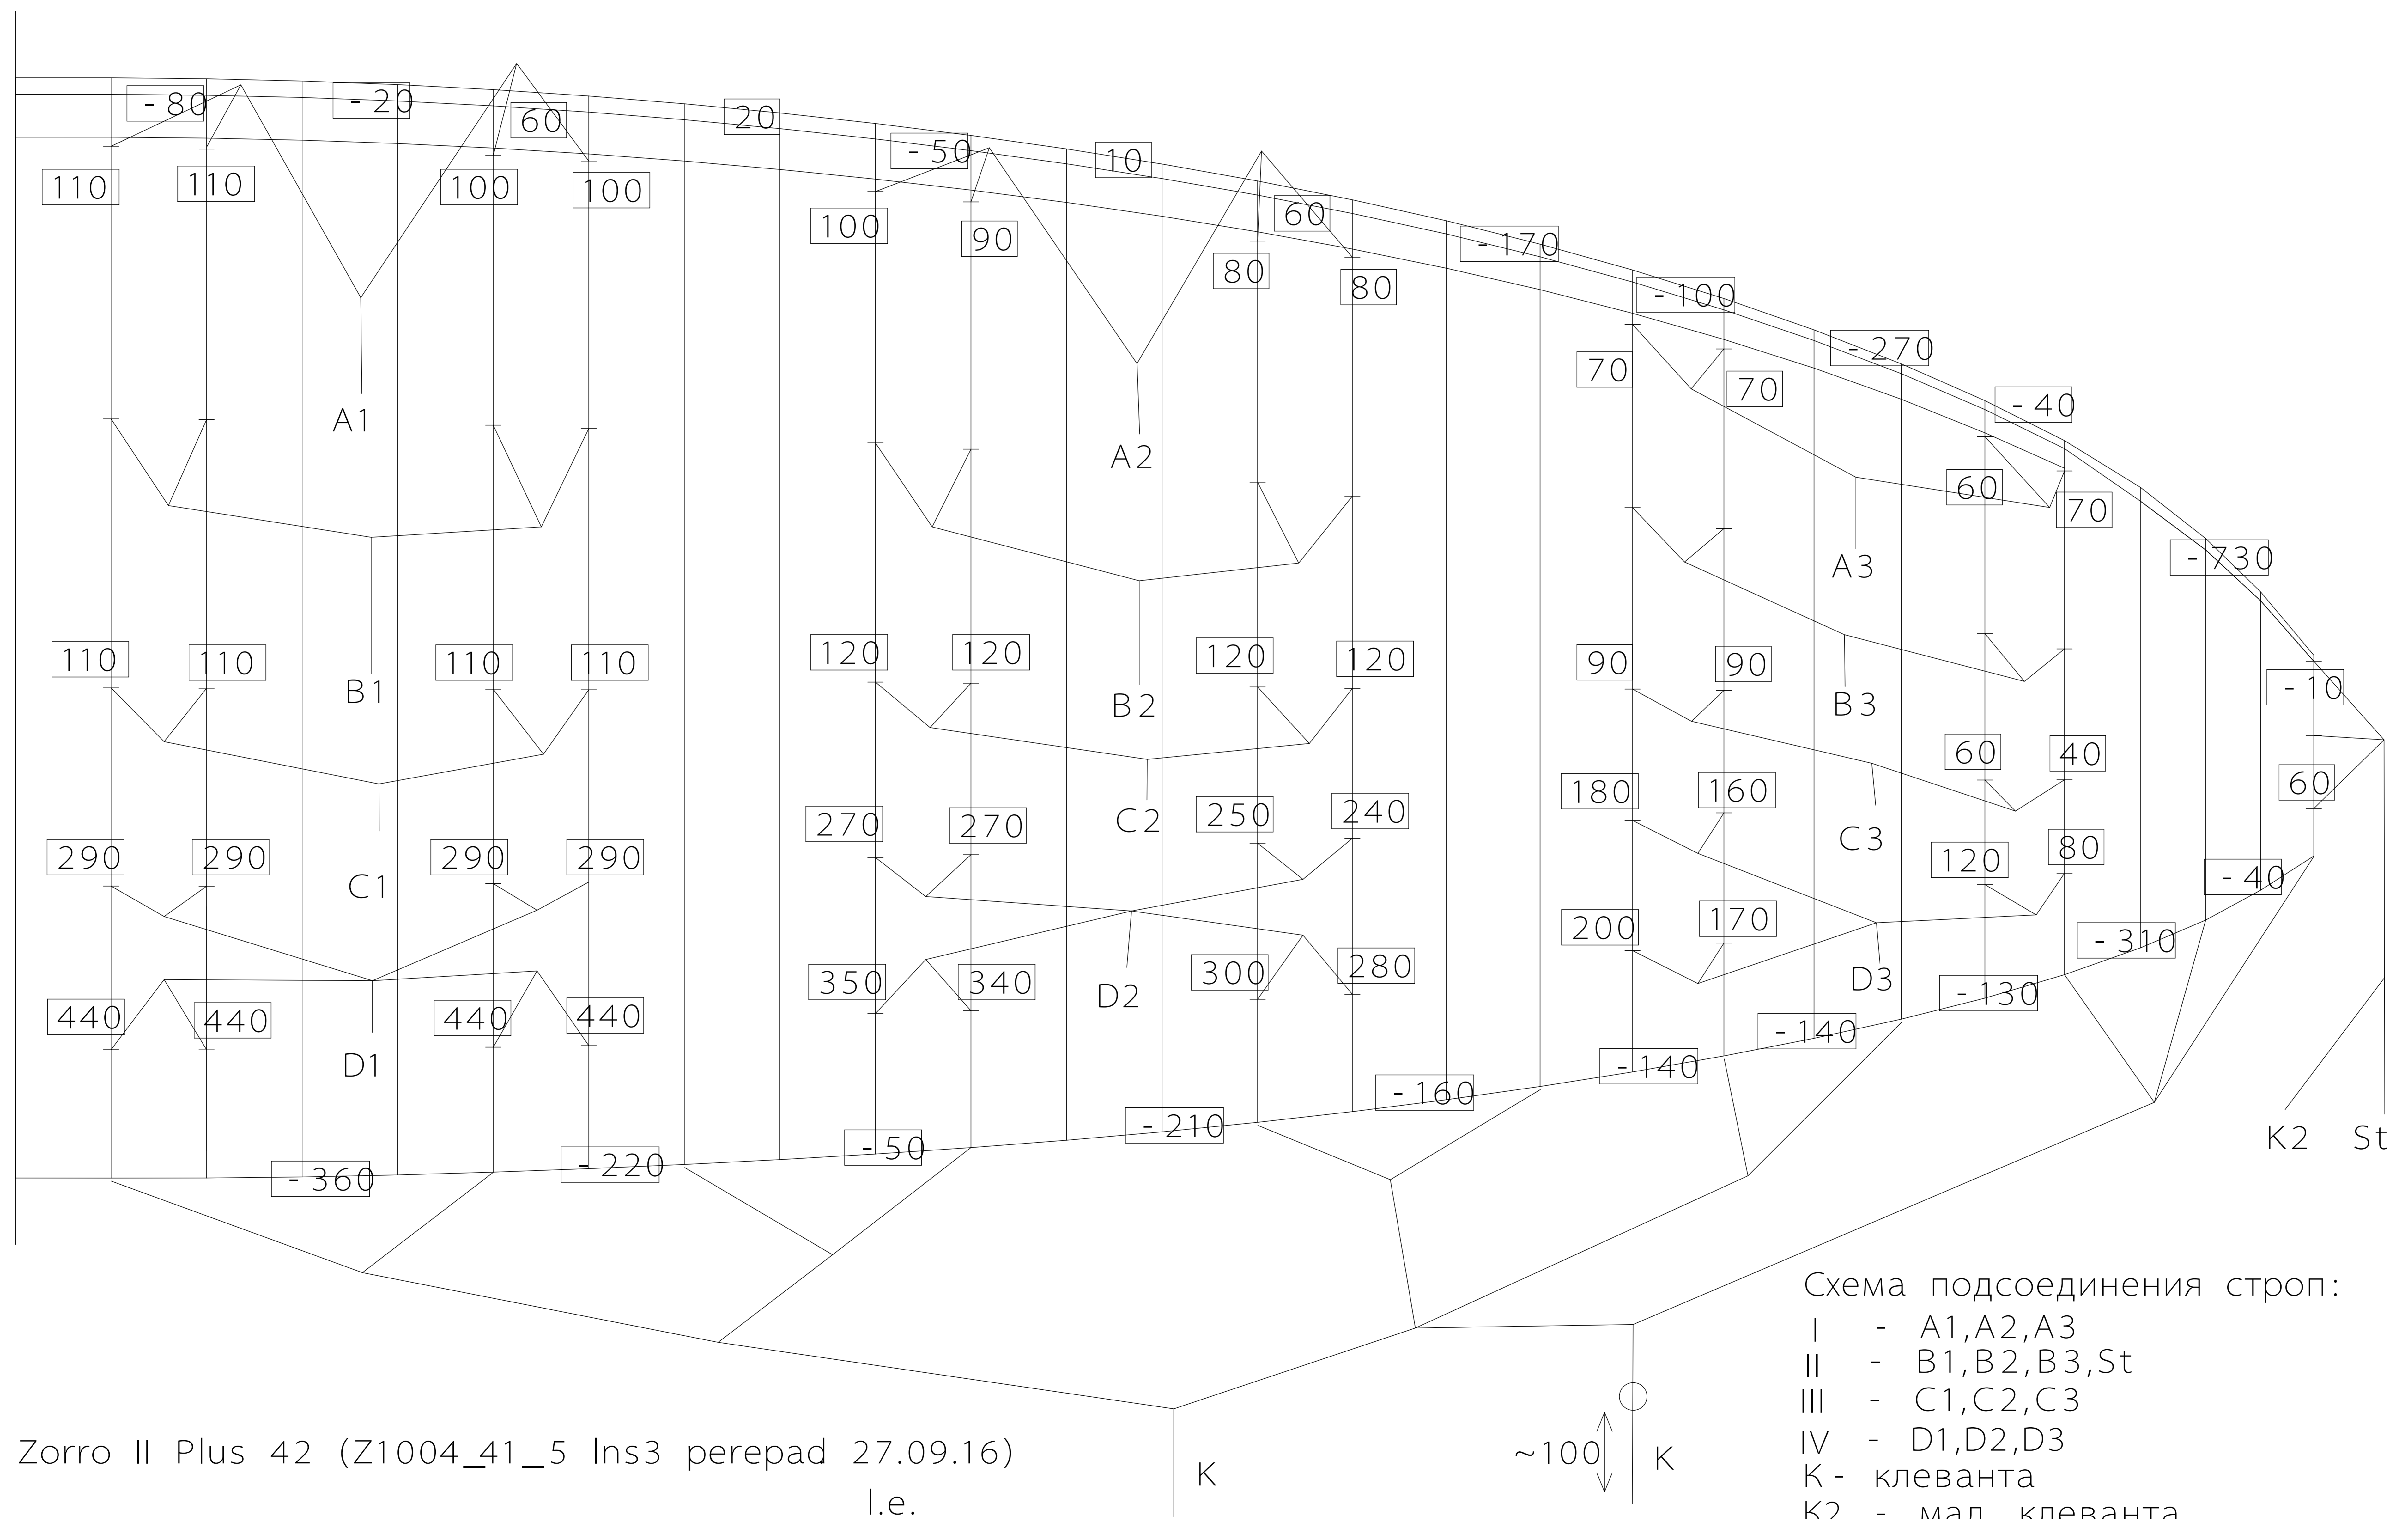 -80
-20
60
20
-50
10
60
-170
-100
-270
-40
-730
-10
110
110
100
100
100
90
80
80
70
70
60
70
A1
A2
A3
110
110
110
110
120
120
120
120
90
90
60
40
60
B1
B2
B3
290
290
290
290
270
270
250
240
180
160
120
80
-40
C1
C2
C3
440
440
440
440
350
340
300
280
200
170
D1
D2
D3
-360
-220
-50
-210
-160
-140
-140
-130
-310
K2 St
Схема подсоединения строп:
I - A1,A2,A3
II - B1,B2,B3,St
III - C1,C2,C3
IV - D1,D2,D3
К - клеванта
К2 - мал. клеванта
~100
K
K
Zorro II Plus 42 (Z1004_41_5 lns3 perepad 27.09.16)
l.e.